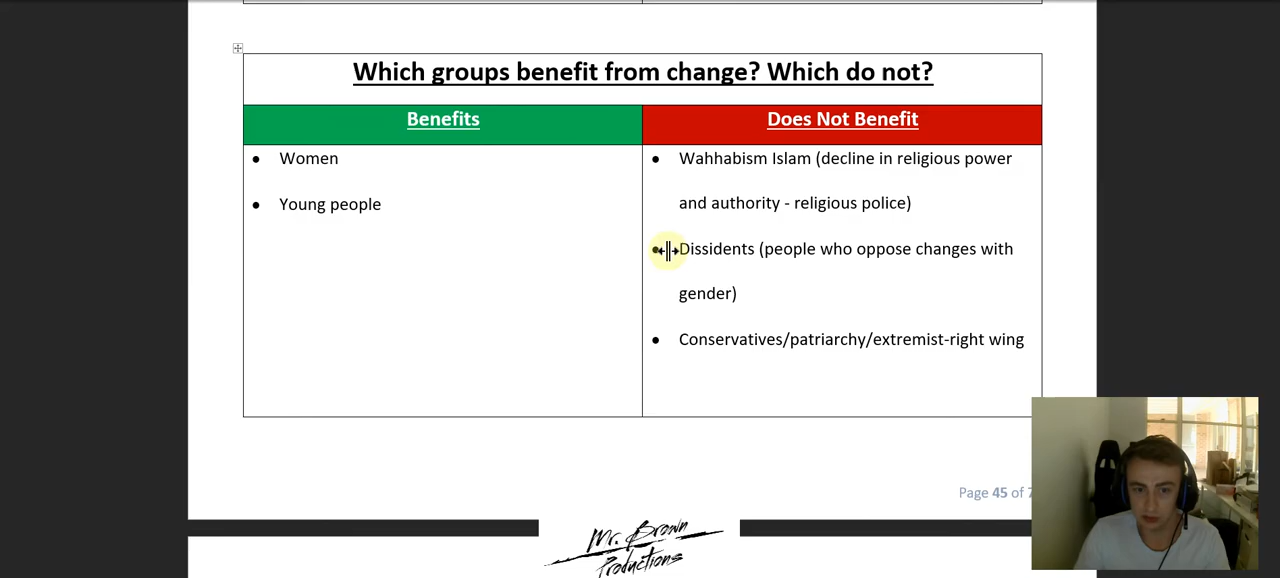 Which groups benefit from change? Which do not?
Benefits
Does Not Benefit
● Women
● Young people
● Wahhabism Islam (decline in religious power
and authority - religious police)
● Dissidents (people who oppose changes with
gender)
● Conservatives/patriarchy/extremist-right wing
Page 45 of
Mr. Brown
Productions